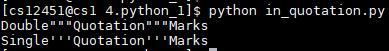 [cs12451@cs1 4.python_1]$ python in_quotation.py
Double"""Quotation"""Marks
Single'''Quotation'''Marks